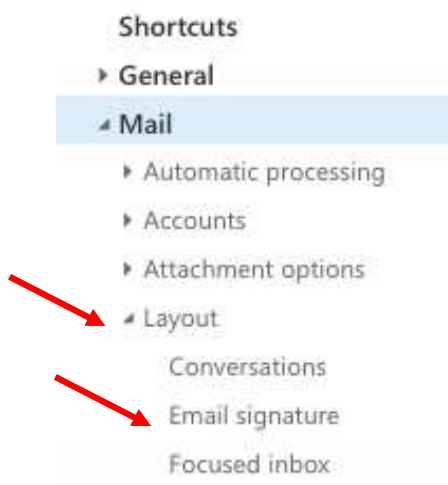 Shortcuts
General
Mail
Automatic processing
Accounts
Attachment options
Layout
Conversations
Email signature
Focused inbox